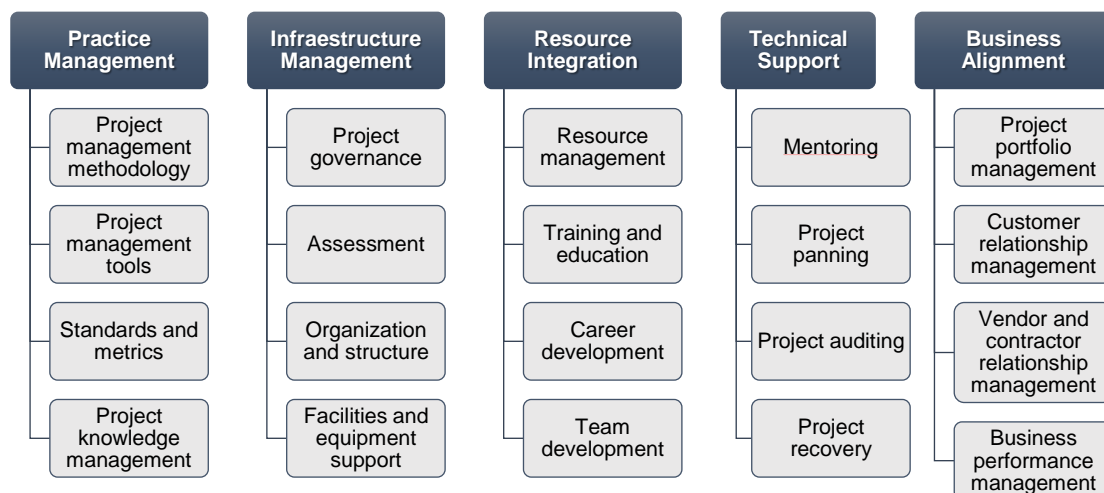 Practice
Management
Project
management
methodology
Project
management
tools
Standards and
metrics
Project
knowledge
management
Infraestructure
Management
Project
governance
Assessment
Organization
and structure
Facilities and
equipment
support
Resource
Integration
Resource
management
Training and
education
Career
development
Team
development
Technical
Support
Mentoring
Project
panning
Project auditing
Project
recovery
Business
Alignment
Project
portfolio
management
Customer
relationship
management
Vendor and
contractor
relationship
management
Business
performance
management